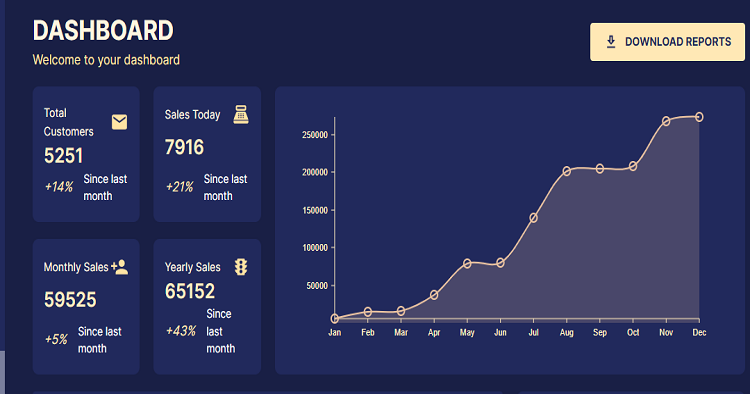 DASHBOARD
Welcome to your dashboard
DOWNLOAD REPORTS
Total
Customers
5251
+14%
Since last
month
Sales Today
7916
+21%
Since last
month
Monthly Sales
59525
+5%
Since last
month
Yearly Sales
65152
+43%
Since
last
month
250000
200000
150000
100000
50000
Jan Feb Mar Apr May Jun Jul Aug Sep Oct Nov Dec